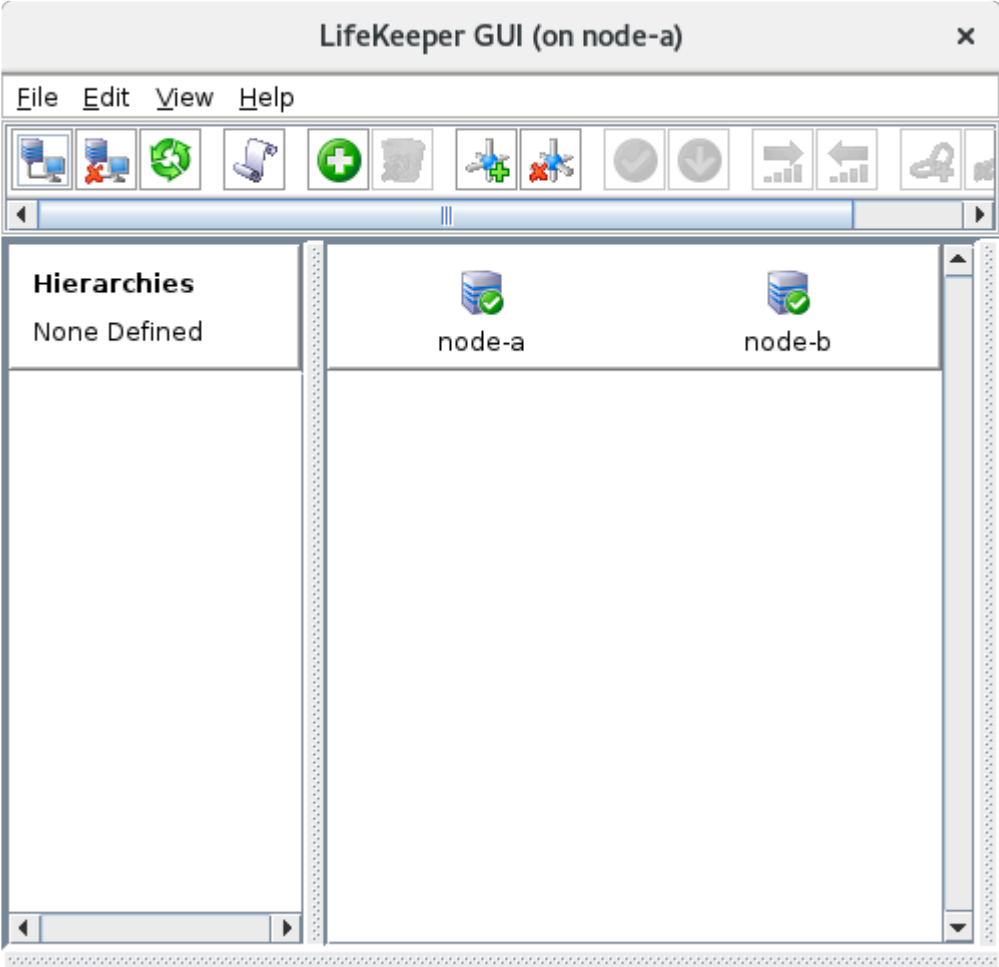 LifeKeeper GUI (on node-a)
File Edit View Help
Hierarchies
None Defined
node-a node-b